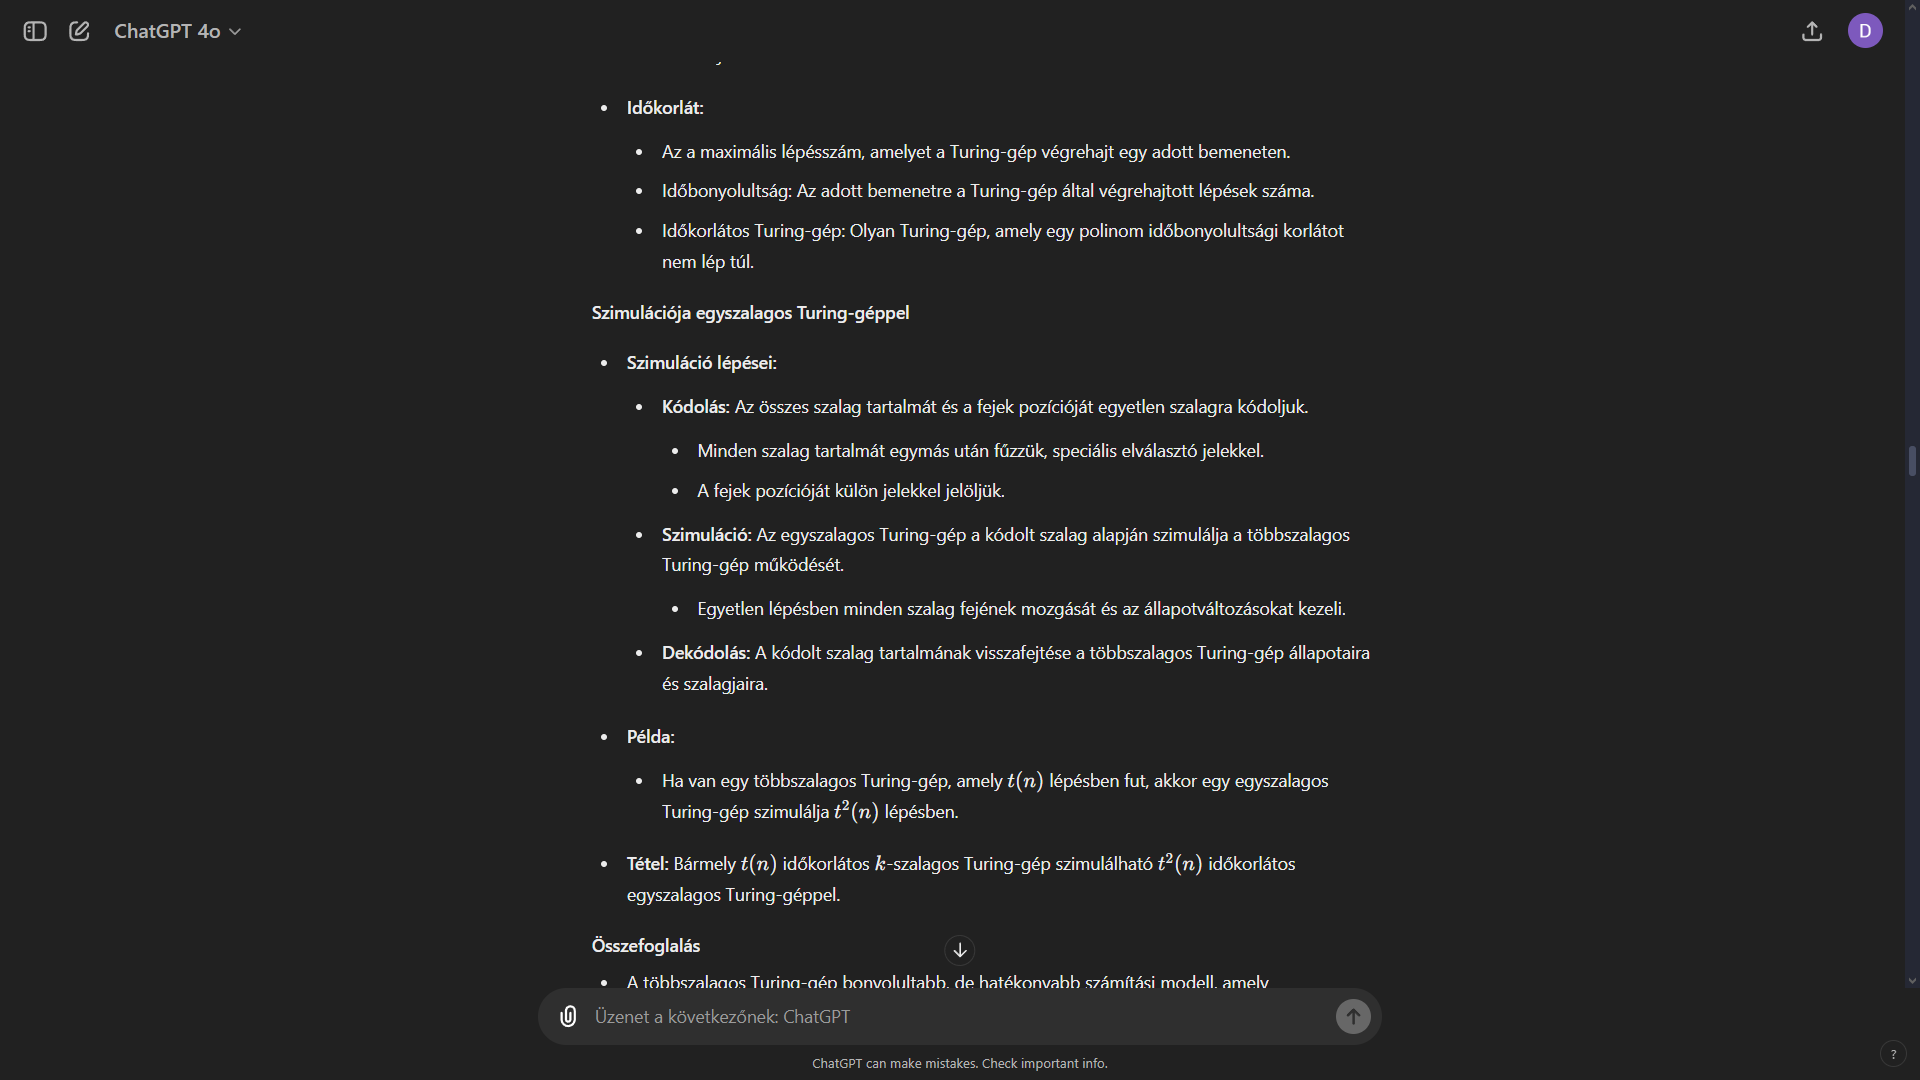 ChatGPT 4o
D
Időkorlát:
Az a maximális lépésszám, amelyet a Turing-gép végrehajt egy adott bemeneten.
Időbonyolultság: Az adott bemenetre a Turing-gép által végrehajtott lépések száma.
Időkorlátos Turing-gép: Olyan Turing-gép, amely egy polinom időbonyolultsági korlátot
nem lép túl.
Szimulációja egyszalagos Turing-géppel
Szimuláció lépései:
Kódolás: Az összes szalag tartalmát és a fejek pozícióját egyetlen szalagra kódoljuk.
Minden szalag tartalmát egymás után fűzzük, speciális elválasztó jelekkel.
A fejek pozícióját külön jelekkel jelöljük.
Szimuláció: Az egyszalagos Turing-gép a kódolt szalag alapján szimulálja a többszalagos
Turing-gép működését.
Egyetlen lépésben minden szalag fejének mozgását és az állapotváltozásokat kezeli.
Dekódolás: A kódolt szalag tartalmának visszafejtése a többszalagos Turing-gép állapotaira
és szalagjaira.
Példa:
Ha van egy többszalagos Turing-gép, amely t(n) lépésben fut, akkor egy egyszalagos
Turing-gép szimulálja t²(n) lépésben.
Tétel: Bármely t(n) időkorlátos k-szalagos Turing-gép szimulálható t²(n) időkorlátos
egyszalagos Turing-géppel.
Összefoglalás
A többszalagos Turing-gép bonyolultabb, de hatékonyabb számítási modell, amely
Üzenet a következőnek: ChatGPT
ChatGPT can make mistakes. Check important info.
?